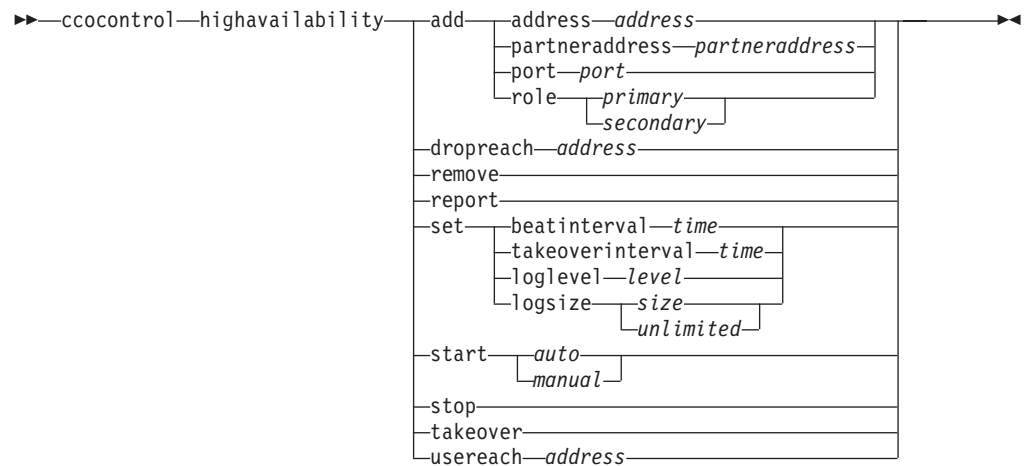 ccocontrol highavailability add address address
partneraddress partneraddress
port port
role primary
secondary
dropreach address
remove
report
set beatinterval time
takeoverinterval time
loglevel level
logsize size
unlimited
start auto
manual
stop
takeover
usereach address